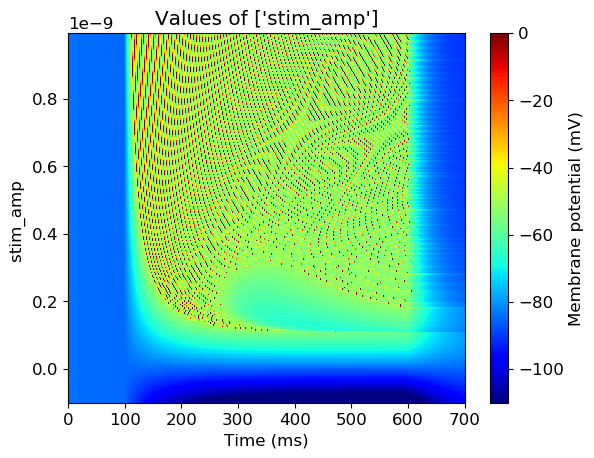 Values of ['stim_amp']
1e−9
0.8
0.6
0.4
0.2
0.0
stim_amp
0 100 200 300 400 500 600 700
Time (ms)
0
−20
−40
−60
−80
−100
Membrane potential (mV)